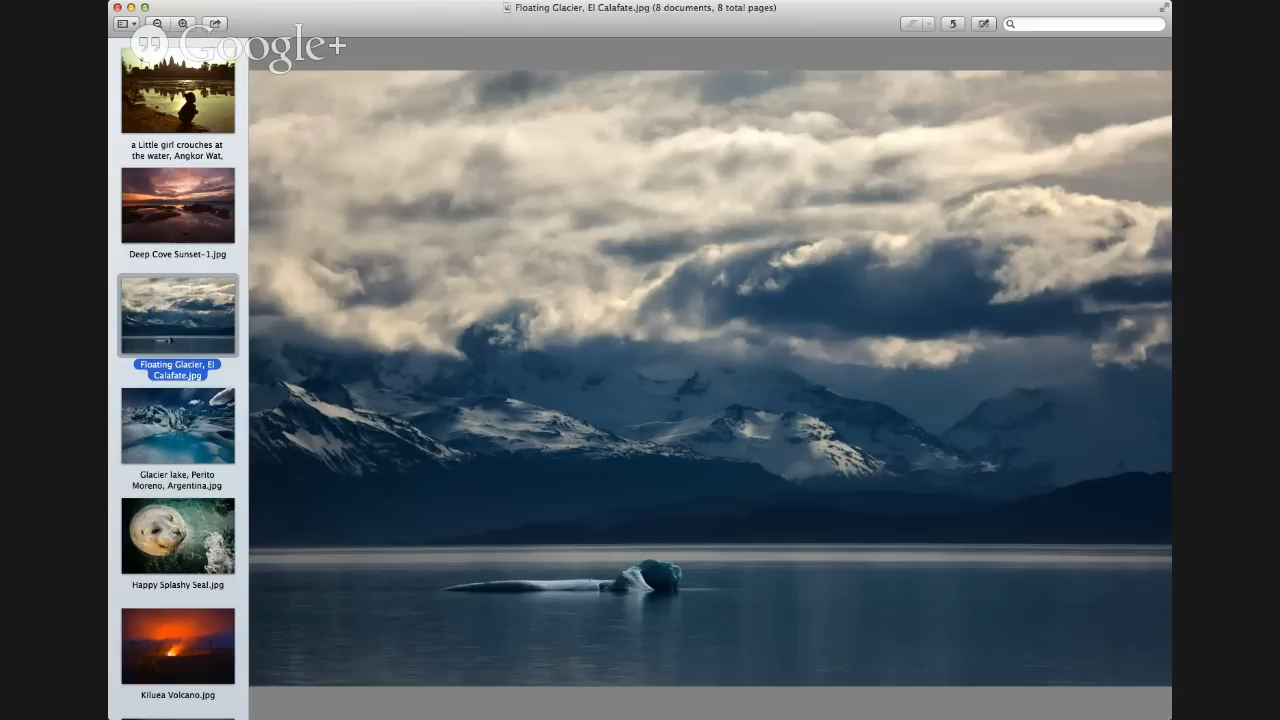 Floating Glacier, El Calafate.jpg (8 documents, 8 total pages)
5
Google+
a Little girl crouches at
the water, Angkor Wat,
Deep Cove Sunset-1.jpg
Floating Glacier, El
Calafate.jpg
Glacier lake, Perito
Moreno, Argentina.jpg
Happy Splashy Seal.jpg
Kiluea Volcano.jpg